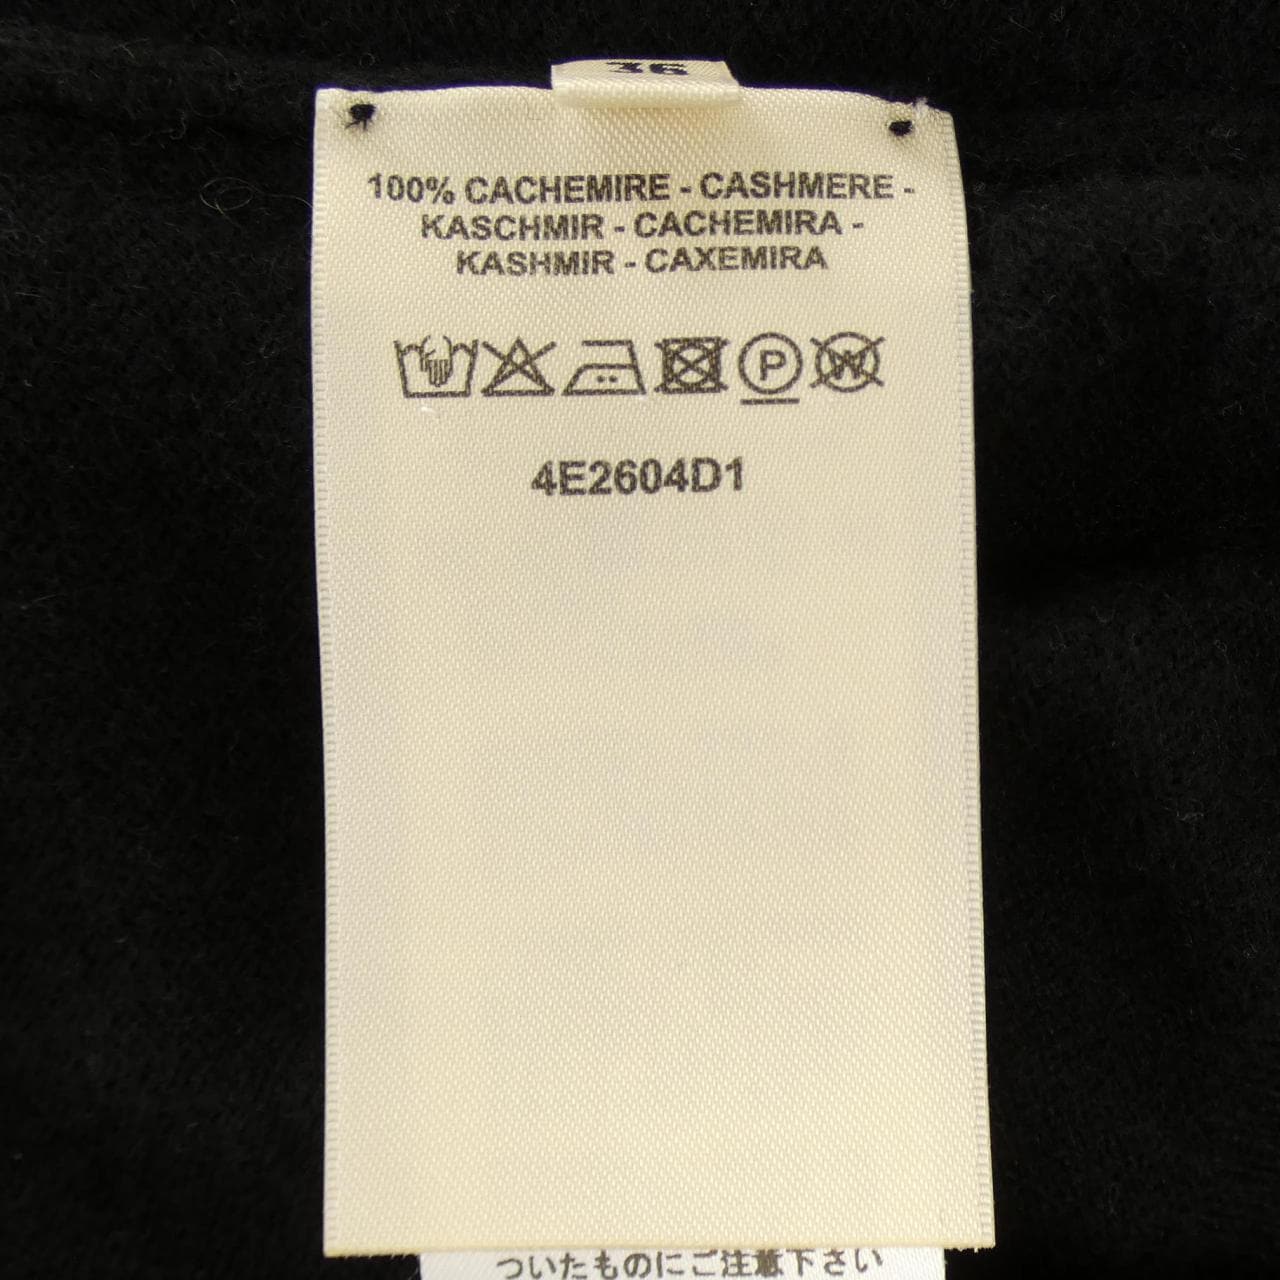 36
100% CACHEMIRE - CASHMERE -
KASCHMIR - CACHEMIRA -
KASHMIR - CAXEMIRA
P W
4E2604D1
ついたものにご注意下さい